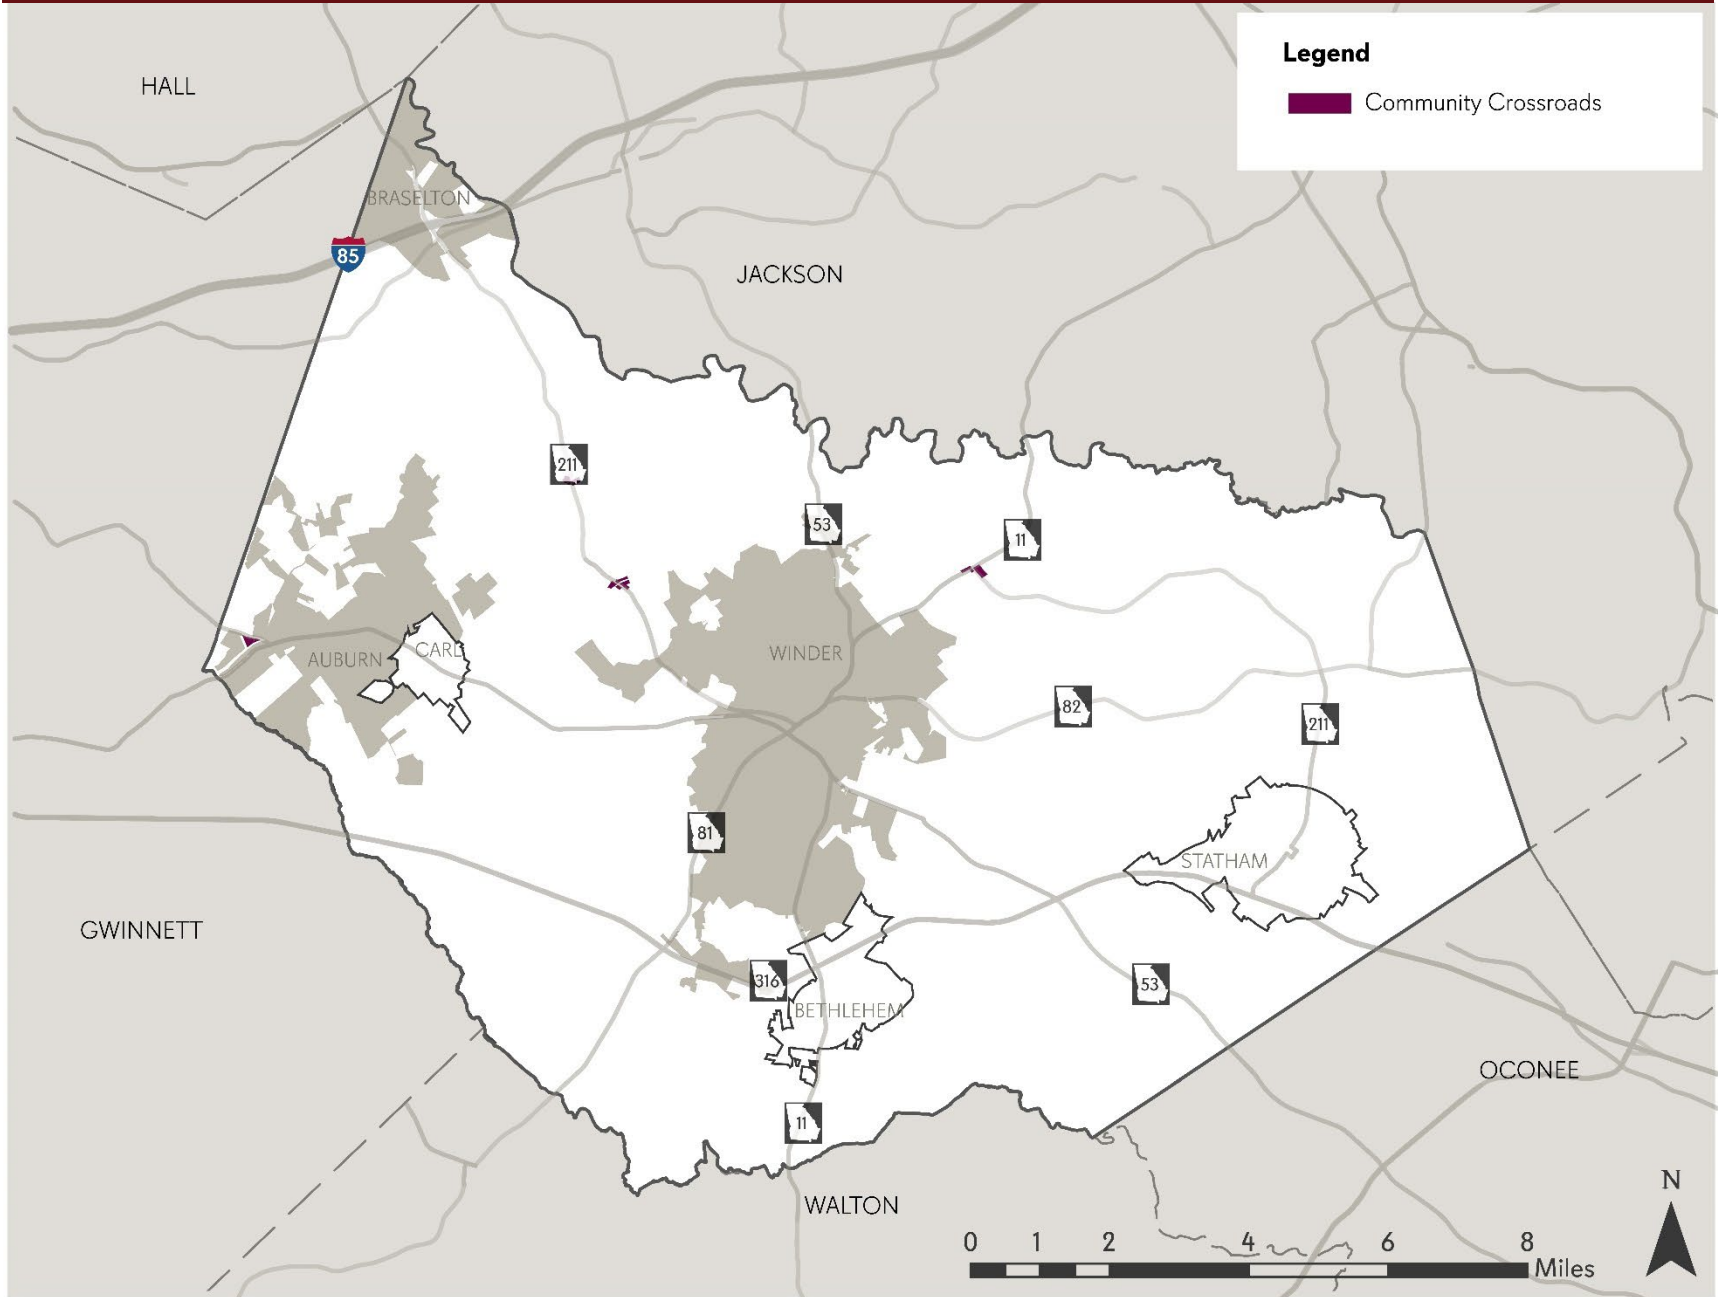 Legend
Community Crossroads
HALL
BRASELTON
85
JACKSON
211
53
11
WINDER
AUBURN
CARL
82
211
81
STATHAM
GWINNETT
316
53
BETHLEHEM
OCONEE
11
WALTON
N
0 1 2 4 6 8
Miles